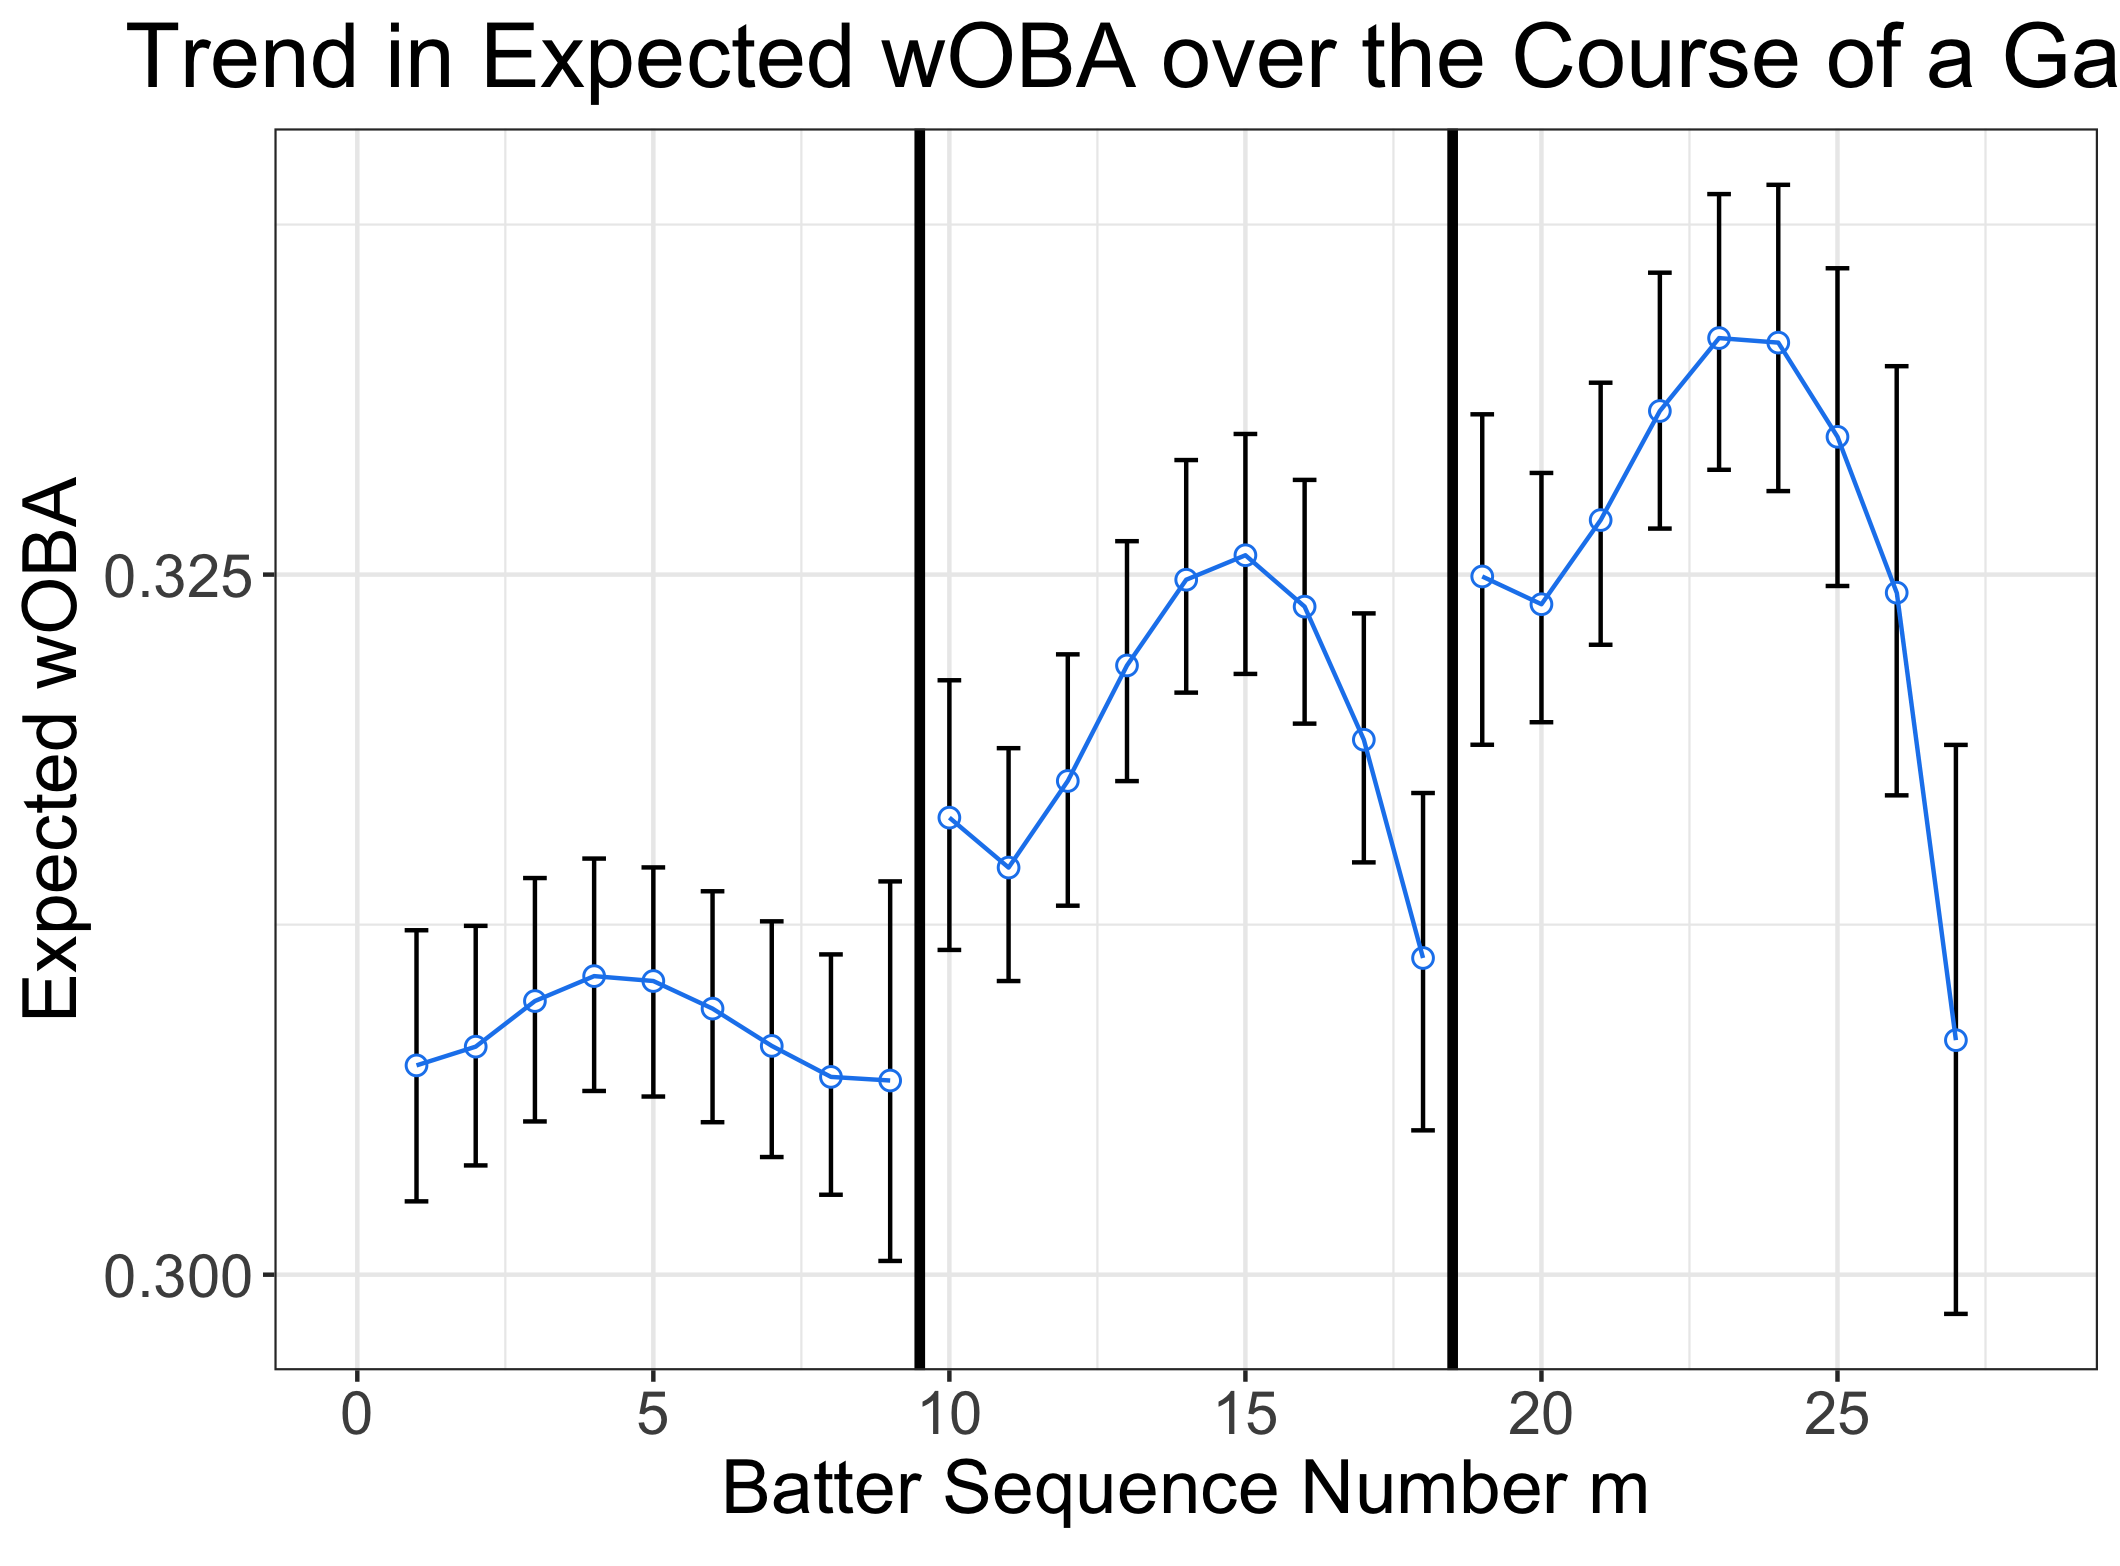 Trend in Expected wOBA over the Course of a Ga
Expected wOBA
0.325
0.300
0 5 10 15 20 25
Batter Sequence Number m